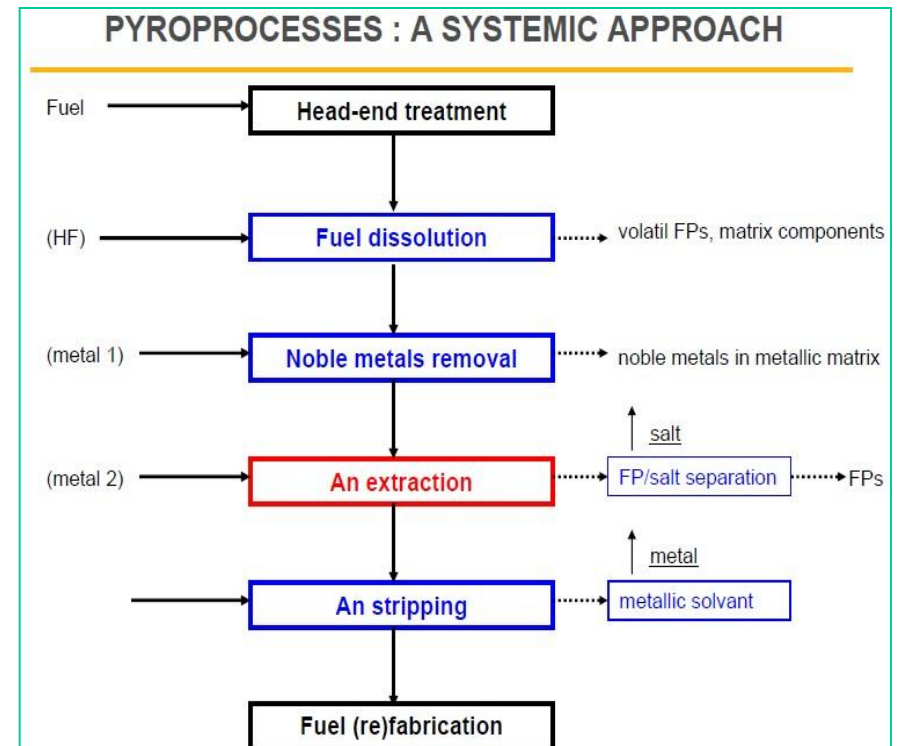 PYROPROCESSES : A SYSTEMIC APPROACH
Fuel
Head-end treatment
(HF)
Fuel dissolution
volatil FPs, matrix components
(metal 1)
Noble metals removal
noble metals in metallic matrix
salt
(metal 2)
An extraction
FP/salt separation
FPs
metal
An stripping
metallic solvant
Fuel (re)fabrication